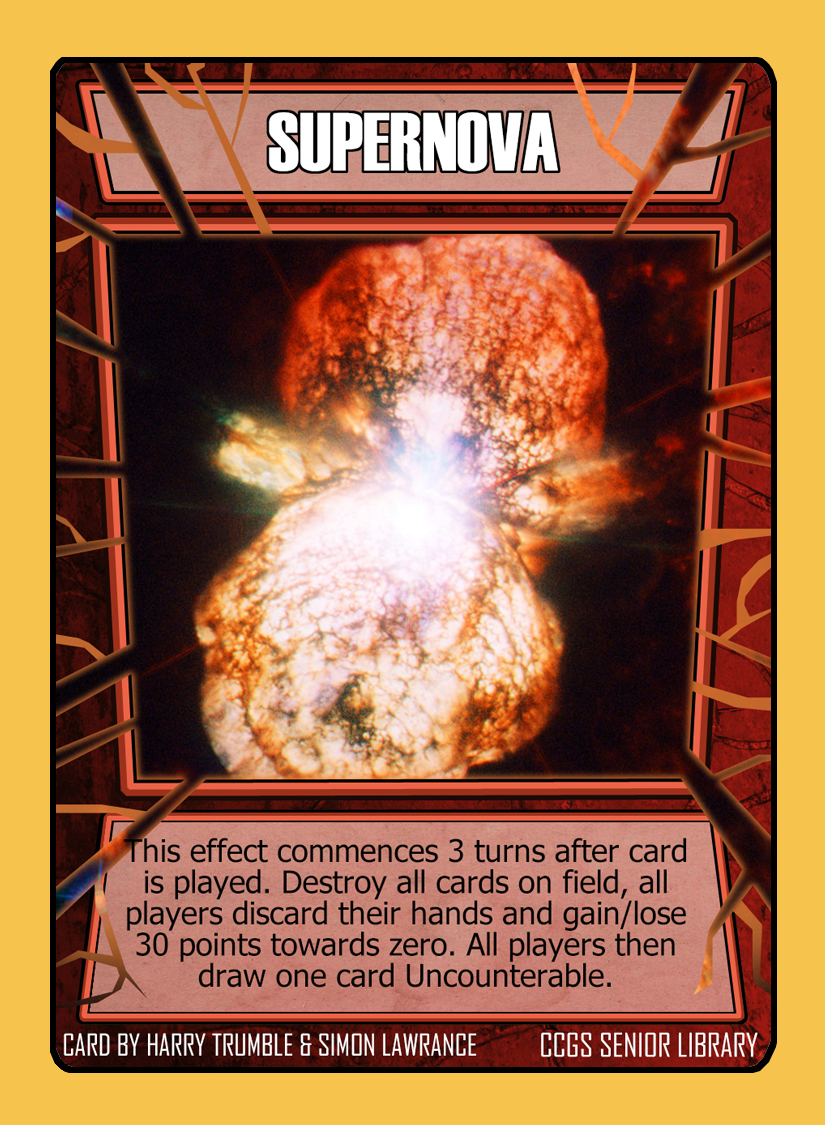 SUPERNOVA
This effect commences 3 turns after card
is played. Destroy all cards on field, all
players discard their hands and gain/lose
30 points towards zero. All players then
draw one card Uncounterable.
CARD BY HARRY TRUMBLE & SIMON LAWRANCE
CCGS SENIOR LIBRARY